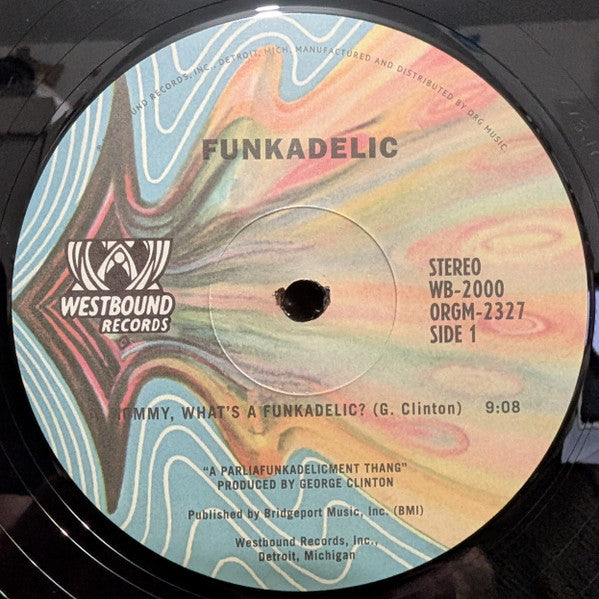 UND RECORDS, INC., DETROIT, MICH. MANUFACTURED AND DISTRIBUTED BY ORG MUSIC.
FUNKADELIC
WESTBOUND
RECORDS
STEREO
WB-2000
ORGM-2327
SIDE 1
MMY, WHAT'S A FUNKADELIC? (G. Clinton) 9:08
"A PARLIAFUNKADELICMENT THANG"
PRODUCED BY GEORGE CLINTON
Published by Bridgeport Music, Inc. (BMI)
Westbound Records, Inc.,
Detroit, Michigan